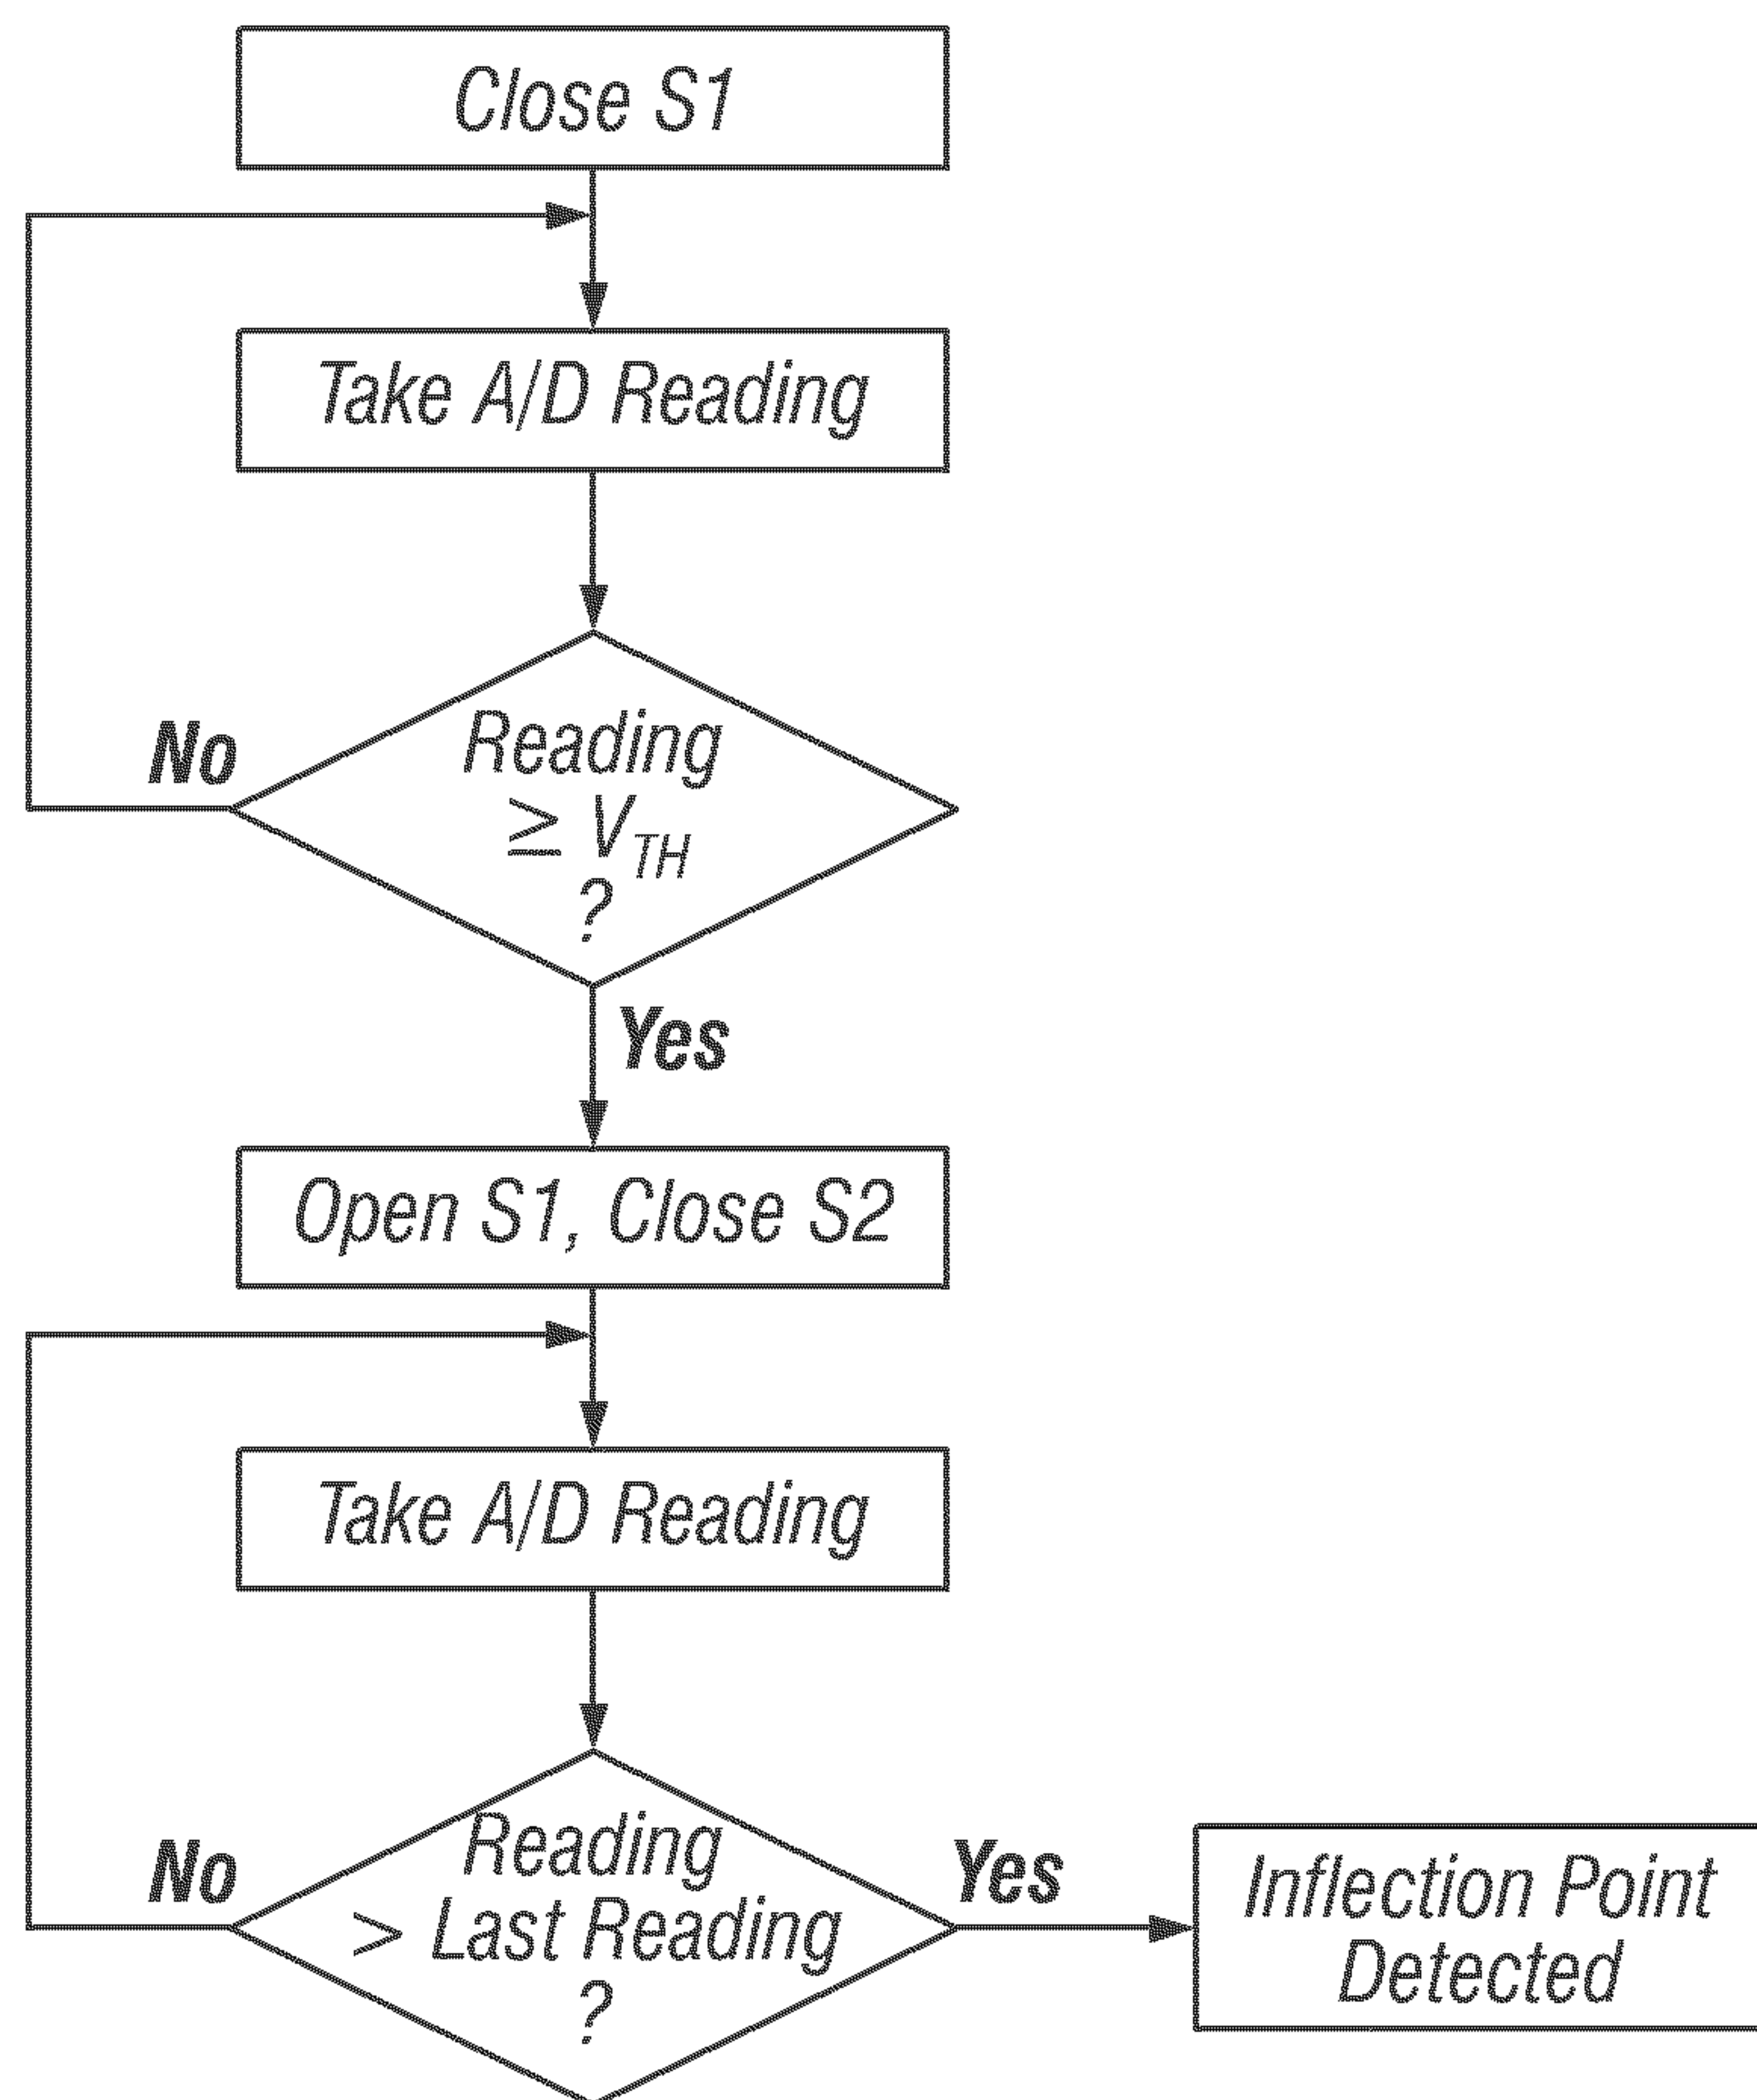 Close S1
Take A/D Reading
Reading
≥ V_TH
?
No
Yes
Open S1, Close S2
Take A/D Reading
Reading
> Last Reading
?
No
Yes
Inflection Point
Detected